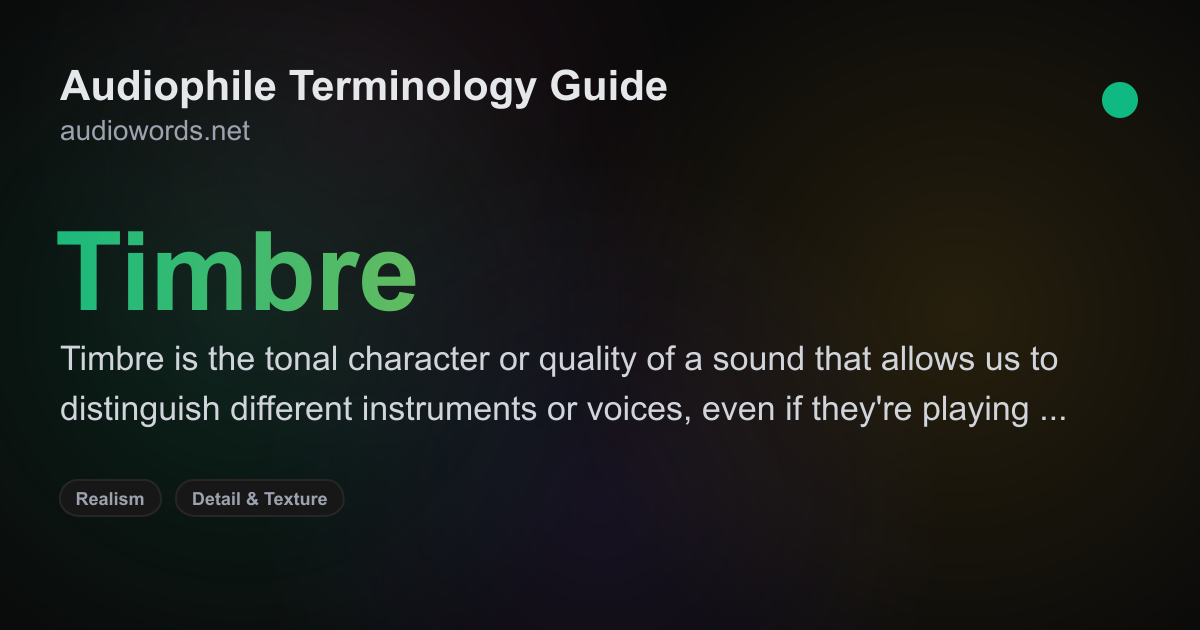 Audiophile Terminology Guide
audiowords.net
Timbre
Timbre is the tonal character or quality of a sound that allows us to
distinguish different instruments or voices, even if they're playing ...
Realism
Detail & Texture